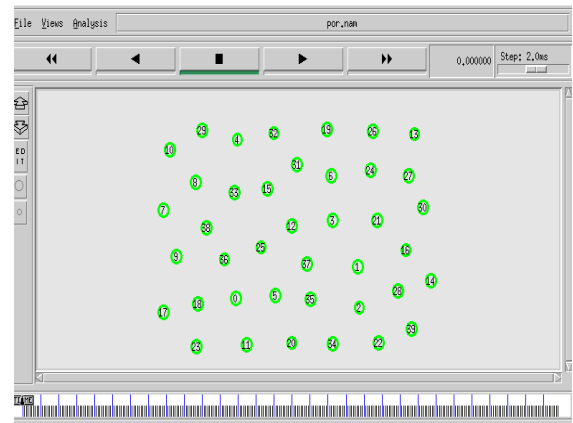 File Views Analysis por.nam
0.000000 Step: 2.0ms
29 4 32 19 26 13
10
31
8 33 15 6 24 27
7 38 12 3 21 30
9 36 25 37 1 16
14
17 18 0 5 35 2 28
23 11 20 34 22 39
ED
IT
TIME